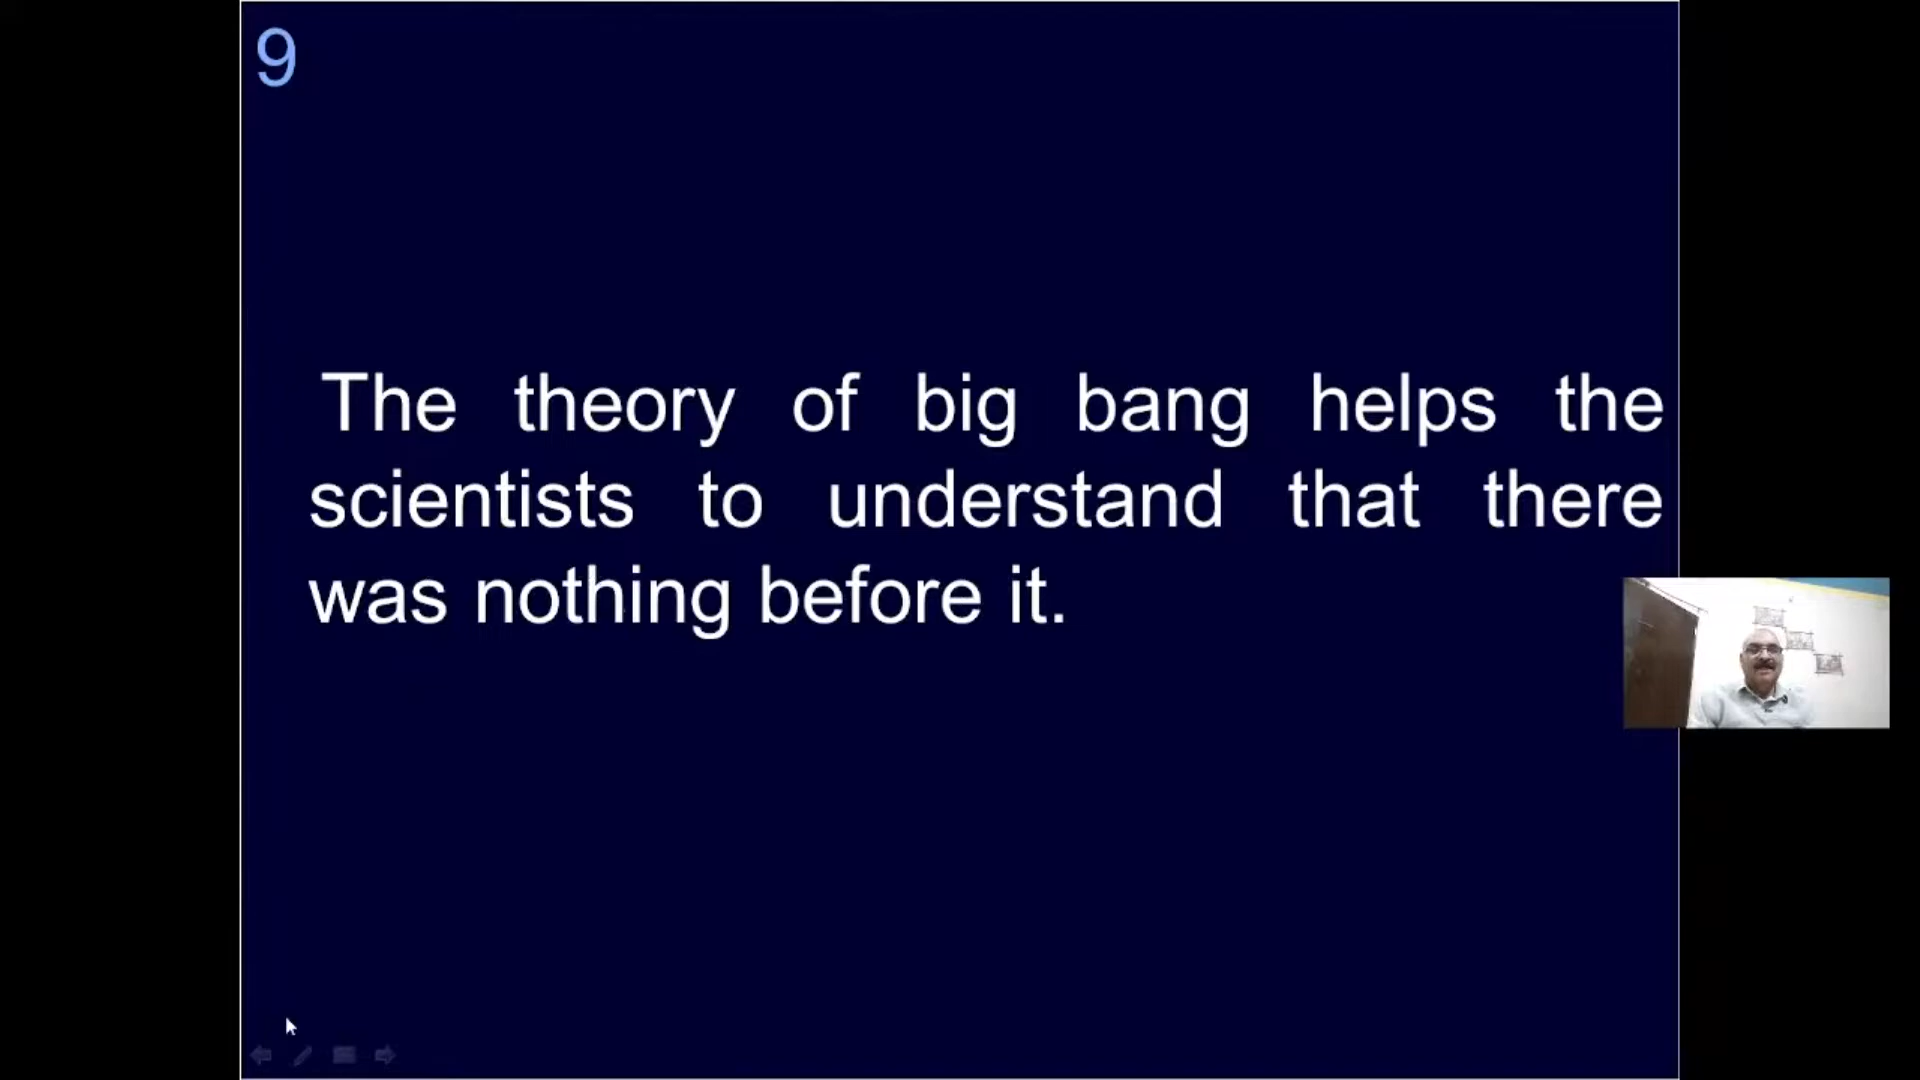 9
The theory of big bang helps the
scientists to understand that there
was nothing before it.